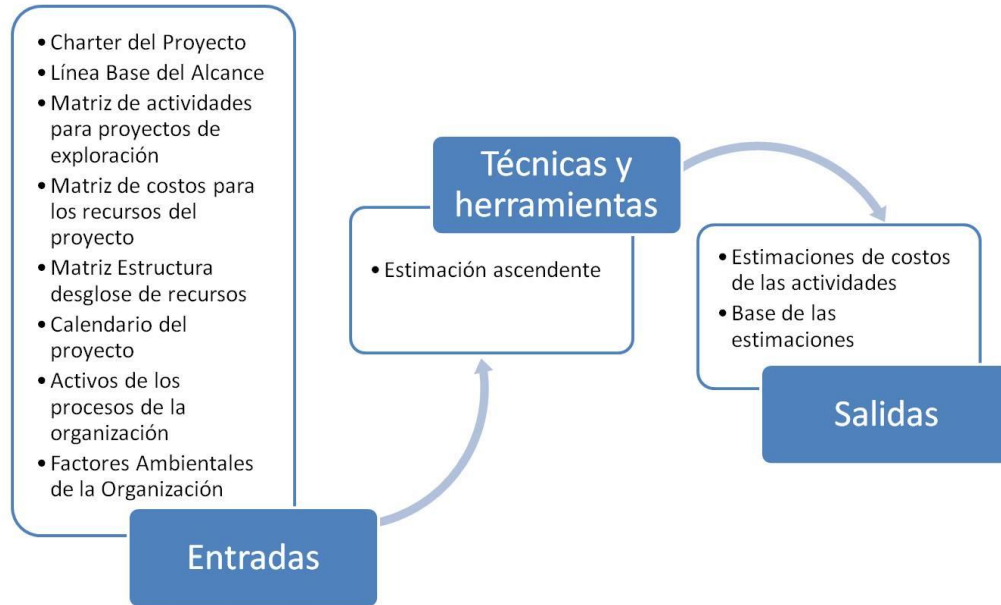 • Charter del Proyecto
• Línea Base del Alcance
• Matriz de actividades
para proyectos de
exploración
• Matriz de costos para
los recursos del
proyecto
• Matriz Estructura
desglose de recursos
• Calendario del
proyecto
• Activos de los
procesos de la
organización
• Factores Ambientales
de la Organización
Entradas
Técnicas y
herramientas
• Estimación ascendente
• Estimaciones de costos
de las actividades
• Base de las
estimaciones
Salidas